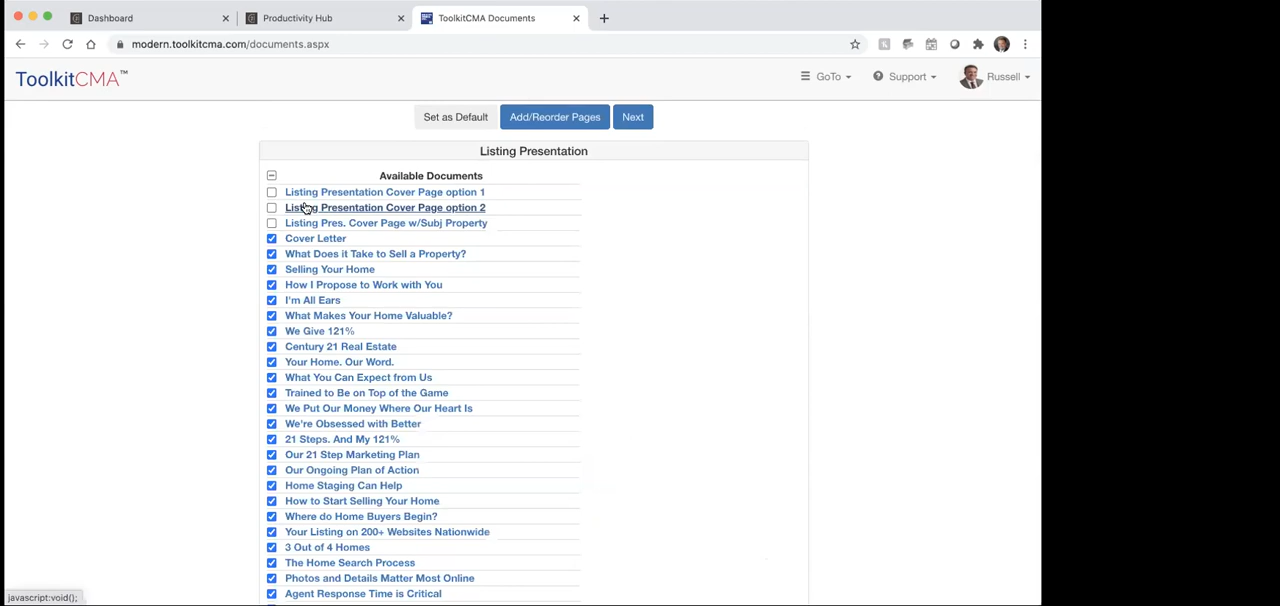 Dashboard
Productivity Hub
ToolkitCMA Documents
modern.toolkitcma.com/documents.aspx
ToolkitCMA™
GoTo
Support
Russell
Set as Default
Add/Reorder Pages
Next
Listing Presentation
Available Documents
Listing Presentation Cover Page option 1
Listing Presentation Cover Page option 2
Listing Pres. Cover Page w/Subj Property
Cover Letter
What Does it Take to Sell a Property?
Selling Your Home
How I Propose to Work with You
I'm All Ears
What Makes Your Home Valuable?
We Give 121%
Century 21 Real Estate
Your Home. Our Word.
What You Can Expect from Us
Trained to Be on Top of the Game
We Put Our Money Where Our Heart Is
We're Obsessed with Better
21 Steps. And My 121%
Our 21 Step Marketing Plan
Our Ongoing Plan of Action
Home Staging Can Help
How to Start Selling Your Home
Where do Home Buyers Begin?
Your Listing on 200+ Websites Nationwide
3 Out of 4 Homes
The Home Search Process
Photos and Details Matter Most Online
Agent Response Time is Critical
javascript:void();